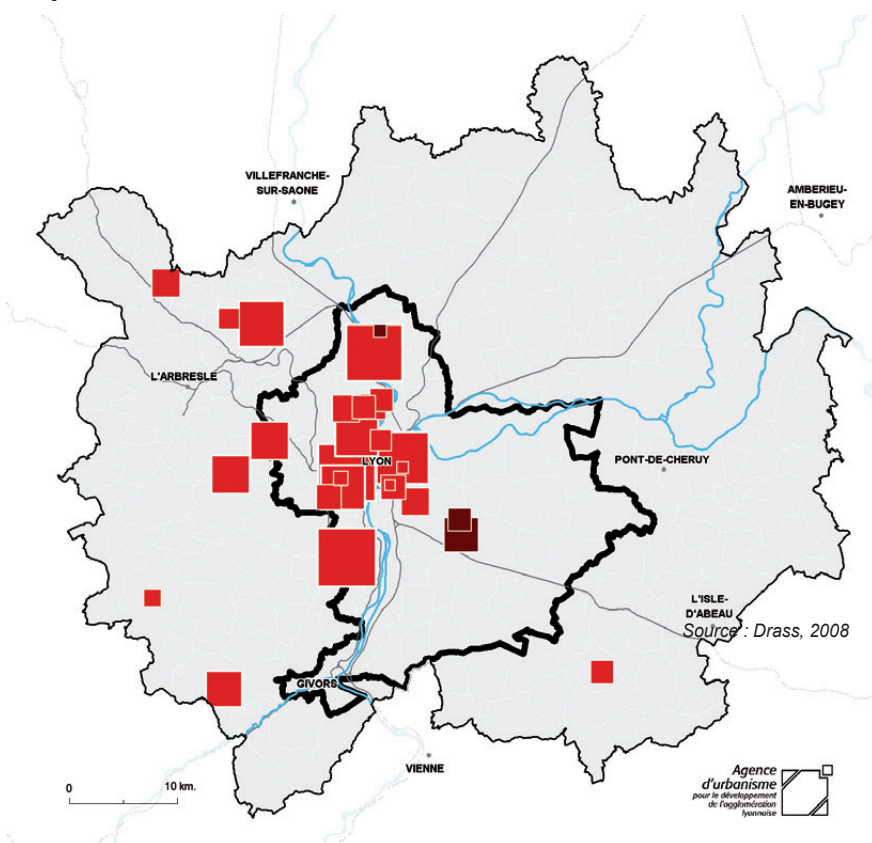 VILLEFRANCHE-
SUR-SAONE
AMBERIEU-
EN-BUGEY
L'ARBRESLE
LYON
PONT-DE-CHERUY
L'ISLE-
D'ABEAU
Source : Drass, 2008
GIVORS
VIENNE
0 10 km.
Agence
d'urbanisme
pour le développement
de l'agglomération
lyonnaise